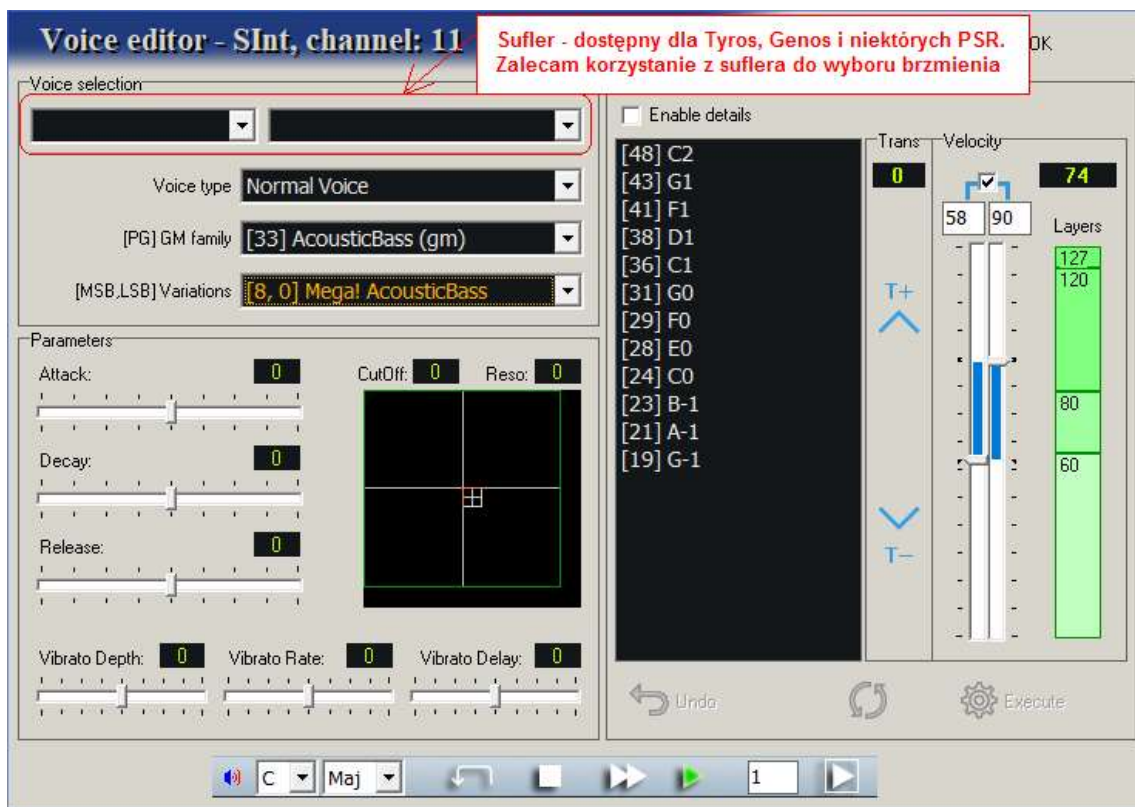 Voice editor - SInt, channel: 11
Sufler - dostępny dla Tyros, Genos i niektórych PSR.
Zalecam korzystanie z suflera do wyboru brzmienia
OK
Voice selection
Voice type Normal Voice
[PG] GM family [33] AcousticBass (gm)
[MSB,LSB] Variations [8, 0] Mega! AcousticBass
Parameters
Attack: 0
Decay: 0
Release: 0
CutOff: 0 Reso: 0
Vibrato Depth: 0 Vibrato Rate: 0 Vibrato Delay: 0
Enable details
[48] C2
[43] G1
[41] F1
[38] D1
[36] C1
[31] G0
[29] F0
[28] E0
[24] C0
[23] B-1
[21] A-1
[19] G-1
Trans
0
T+
T-
Velocity
74
58 90
Layers
127
120
80
60
Undo Execute
C Maj 1